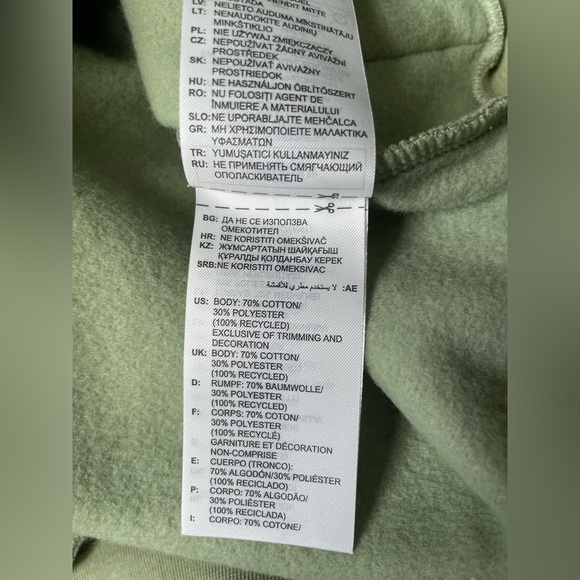 LV: NELIETO AUDUMA MĪKSTINĀTĀJU
LT: NENAUDOKITE AUDINIŲ
MINKŠTIKLIO
PL: NIE UŻYWAJ ZMIĘKCZACZY
CZ: NEPOUŽÍVAT ŽÁDNÝ AVIVÁŽNÍ
PROSTŘEDEK
SK: NEPOUŽÍVAŤ AVIVÁŽNY
PROSTRIEDOK
HU: NE HASZNÁLJON ÖBLÍTŐSZERT
RO: NU FOLOSIȚI AGENT DE
ÎNMUIERE A MATERIALULUI
SLO: NE UPORABLJAJTE MEHČALCA
GR: ΜΗ ΧΡΗΣΙΜΟΠΟΙΕΙΤΕ ΜΑΛΑΚΤΙΚΑ
ΥΦΑΣΜΑΤΩΝ
TR: YUMUŞATICI KULLANMAYINIZ
RU: НЕ ПРИМЕНЯТЬ СМЯГЧАЮЩИЙ
ОПОЛАСКИВАТЕЛЬ
BG: ДА НЕ СЕ ИЗПОЛЗВА
ОМЕКОТИТЕЛ
HR: NE KORISTITI OMEKŠIVAČ
KZ: ЖҰМСАРТАТЫН ШАЙҚАҒЫШ
ҚҰРАЛДЫ ҚОЛДАНБАУ КЕРЕК
SRB: NE KORISTITI OMEKSIVAC
AE: لا يستخدم مطري للأقمشة
US: BODY: 70% COTTON/
30% POLYESTER
(100% RECYCLED)
EXCLUSIVE OF TRIMMING AND
DECORATION
UK: BODY: 70% COTTON/
30% POLYESTER
(100% RECYCLED)
D: RUMPF: 70% BAUMWOLLE/
30% POLYESTER
(100% RECYCELT)
F: CORPS: 70% COTON/
30% POLYESTER
(100% RECYCLÉ)
GARNITURE ET DÉCORATION
NON-COMPRISE
E: CUERPO (TRONCO):
70% ALGODÓN/30% POLIÉSTER
(100% RECICLADO)
P: CORPO: 70% ALGODÃO/
30% POLIÉSTER
(100% RECICLADA)
I: CORPO: 70% COTONE/